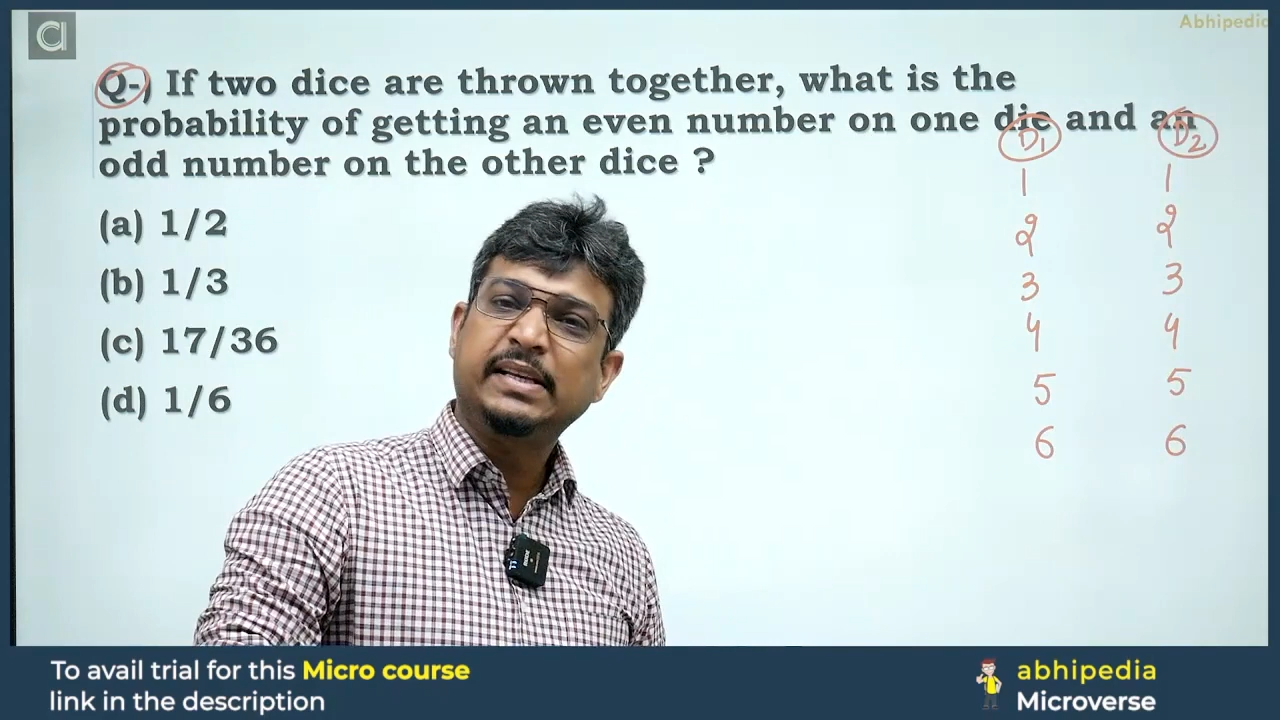 Abhipedia
Q-) If two dice are thrown together, what is the
probability of getting an even number on one die and an
odd number on the other dice ?
(a) 1/2
(b) 1/3
(c) 17/36
(d) 1/6
D1 D2
1 1
2 2
3 3
4 4
5 5
6 6
To avail trial for this Micro course
link in the description
abhipedia
Microverse